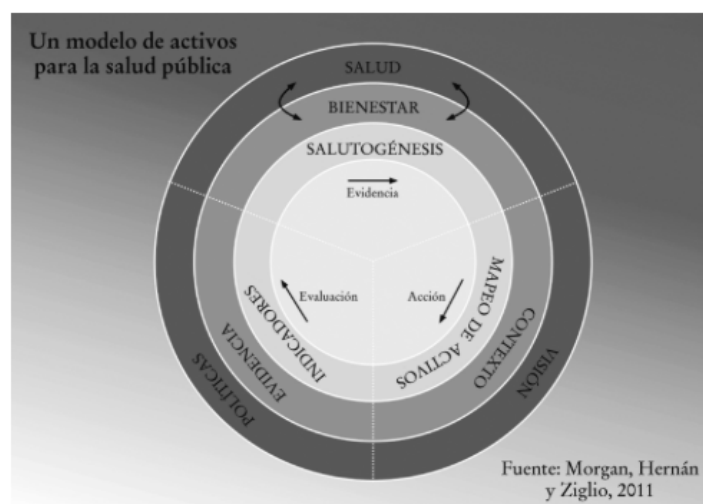 Un modelo de activos
para la salud pública
SALUD
BIENESTAR
SALUTOGÉNESIS
Evidencia
Evaluación
Acción
INDICADORES
EVIDENCIA
POLÍTICAS
MAPEO DE ACTIVOS
CONTEXTO
VISIÓN
Fuente: Morgan, Hernán
y Ziglio, 2011